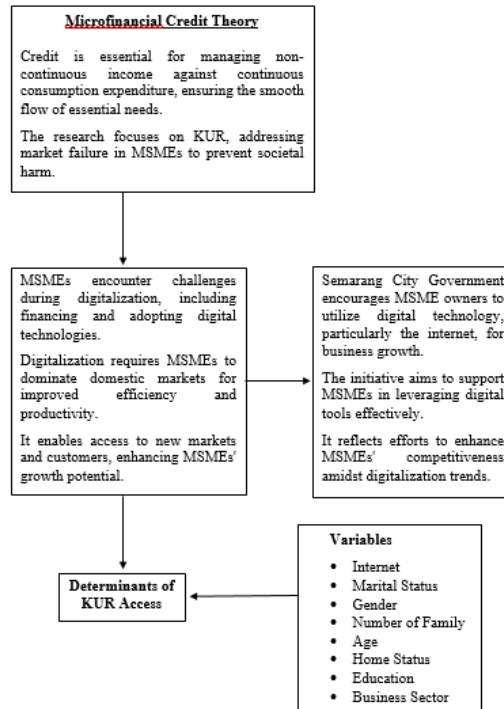 Microfinancial Credit Theory
Credit is essential for managing non-
continuous income against continuous
consumption expenditure, ensuring the smooth
flow of essential needs.
The research focuses on KUR, addressing
market failure in MSMEs to prevent societal
harm.
MSMEs encounter challenges
during digitalization, including
financing and adopting digital
technologies.
Digitalization requires MSMEs to
dominate domestic markets for
improved efficiency and
productivity.
It enables access to new markets
and customers, enhancing MSMEs'
growth potential.
Semarang City Government
encourages MSME owners to
utilize digital technology,
particularly the internet, for
business growth.
The initiative aims to support
MSMEs in leveraging digital
tools effectively.
It reflects efforts to enhance
MSMEs' competitiveness
amidst digitalization trends.
Determinants of
KUR Access
Variables
• Internet
• Marital Status
• Gender
• Number of Family
• Age
• Home Status
• Education
• Business Sector